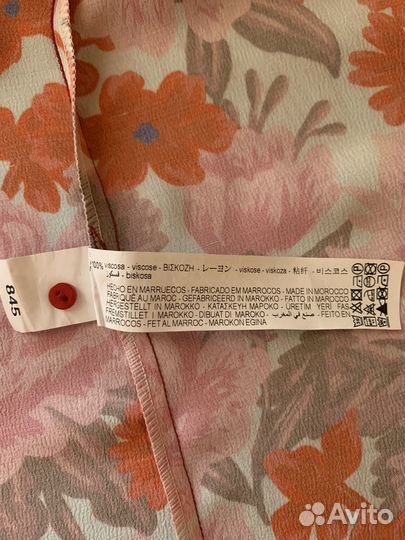 100% viscosa - viscose - ΒΙΣΚΟΖΗ - レーヨン - viskose - viskoza - 粘纤 - 비스코스
فسكوز - biskosa
HECHO EN MARRUECOS - FABRICADO EM MARROCOS - MADE IN MOROCCO
FABRIQUÉ AU MAROC - GEFABRICEERD IN MAROKKO - FATTO IN MAROCCO
HERGESTELLT IN MAROKKO - ΚΑΤΑΣΚΕΥΗ ΜΑΡΟΚΟ - ÜRETIM YERI FAS
FREMSTILLET I MAROKKO - DIBUAT DI MAROKO - صنع في المغرب - FEITO EN
MARROCOS - FET AL MARROC - MAROKON EGINA
845
Avito